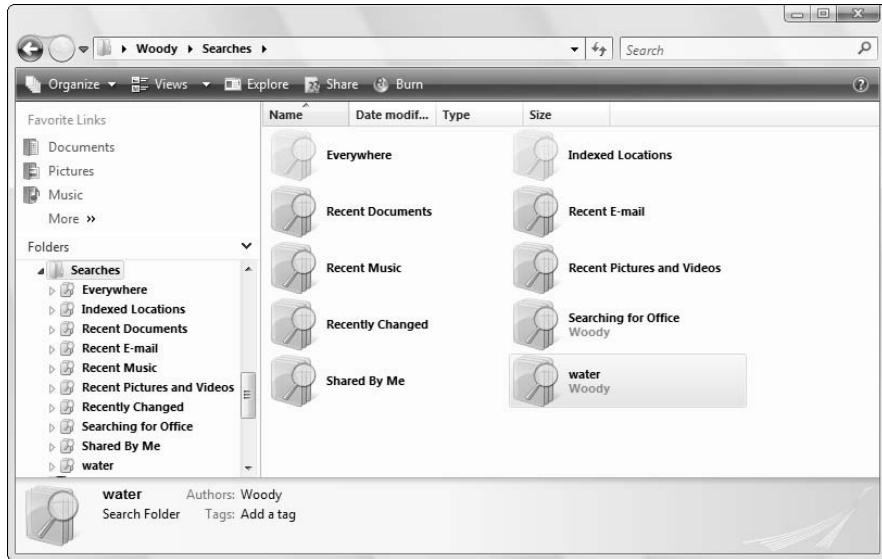 Woody ▸ Searches ▸
Search
Organize Views Explore Share Burn
Favorite Links
Documents
Pictures
Music
More »
Folders
Searches
Everywhere
Indexed Locations
Recent Documents
Recent E-mail
Recent Music
Recent Pictures and Videos
Recently Changed
Searching for Office
Shared By Me
water
Name Date modif... Type Size
Everywhere
Indexed Locations
Recent Documents
Recent E-mail
Recent Music
Recent Pictures and Videos
Recently Changed
Searching for Office
Woody
Shared By Me
water
Woody
water Authors: Woody
Search Folder Tags: Add a tag